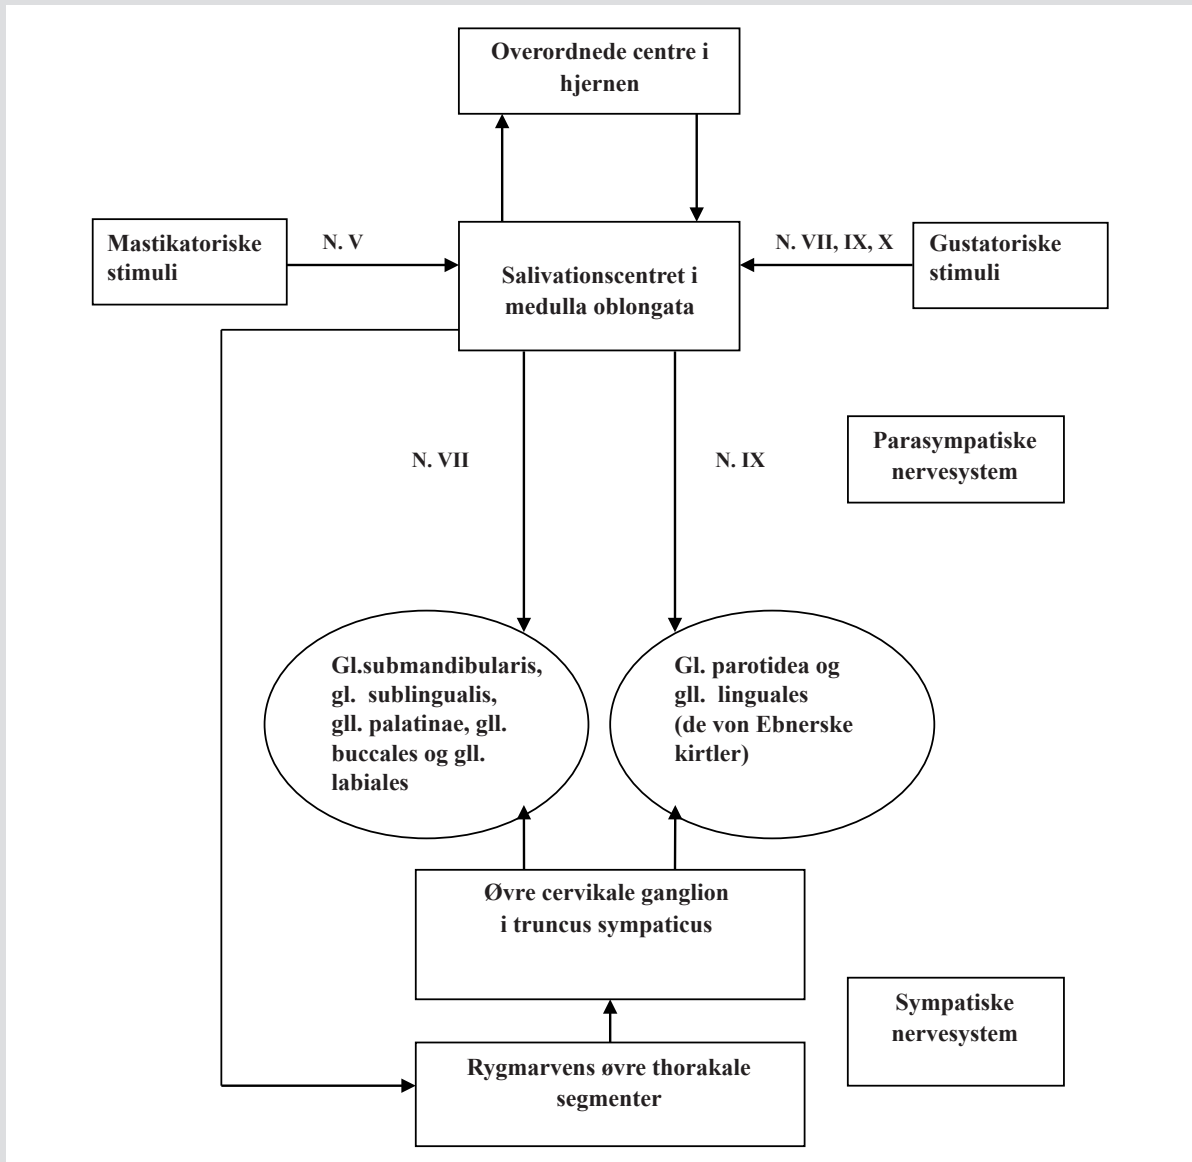 Overordnede centre i
hjernen
Mastikatoriske
stimuli
N. V
Salivationscentret i
medulla oblongata
N. VII, IX, X
Gustatoriske
stimuli
N. VII
N. IX
Parasympatiske
nervesystem
Gl.submandibularis,
gl. sublingualis,
gll. palatinae, gll.
buccales og gll.
labiales
Gl. parotidea og
gll. linguales
(de von Ebnerske
kirtler)
Øvre cervikale ganglion
i truncus sympaticus
Sympatiske
nervesystem
Rygmarvens øvre thorakale
segmenter